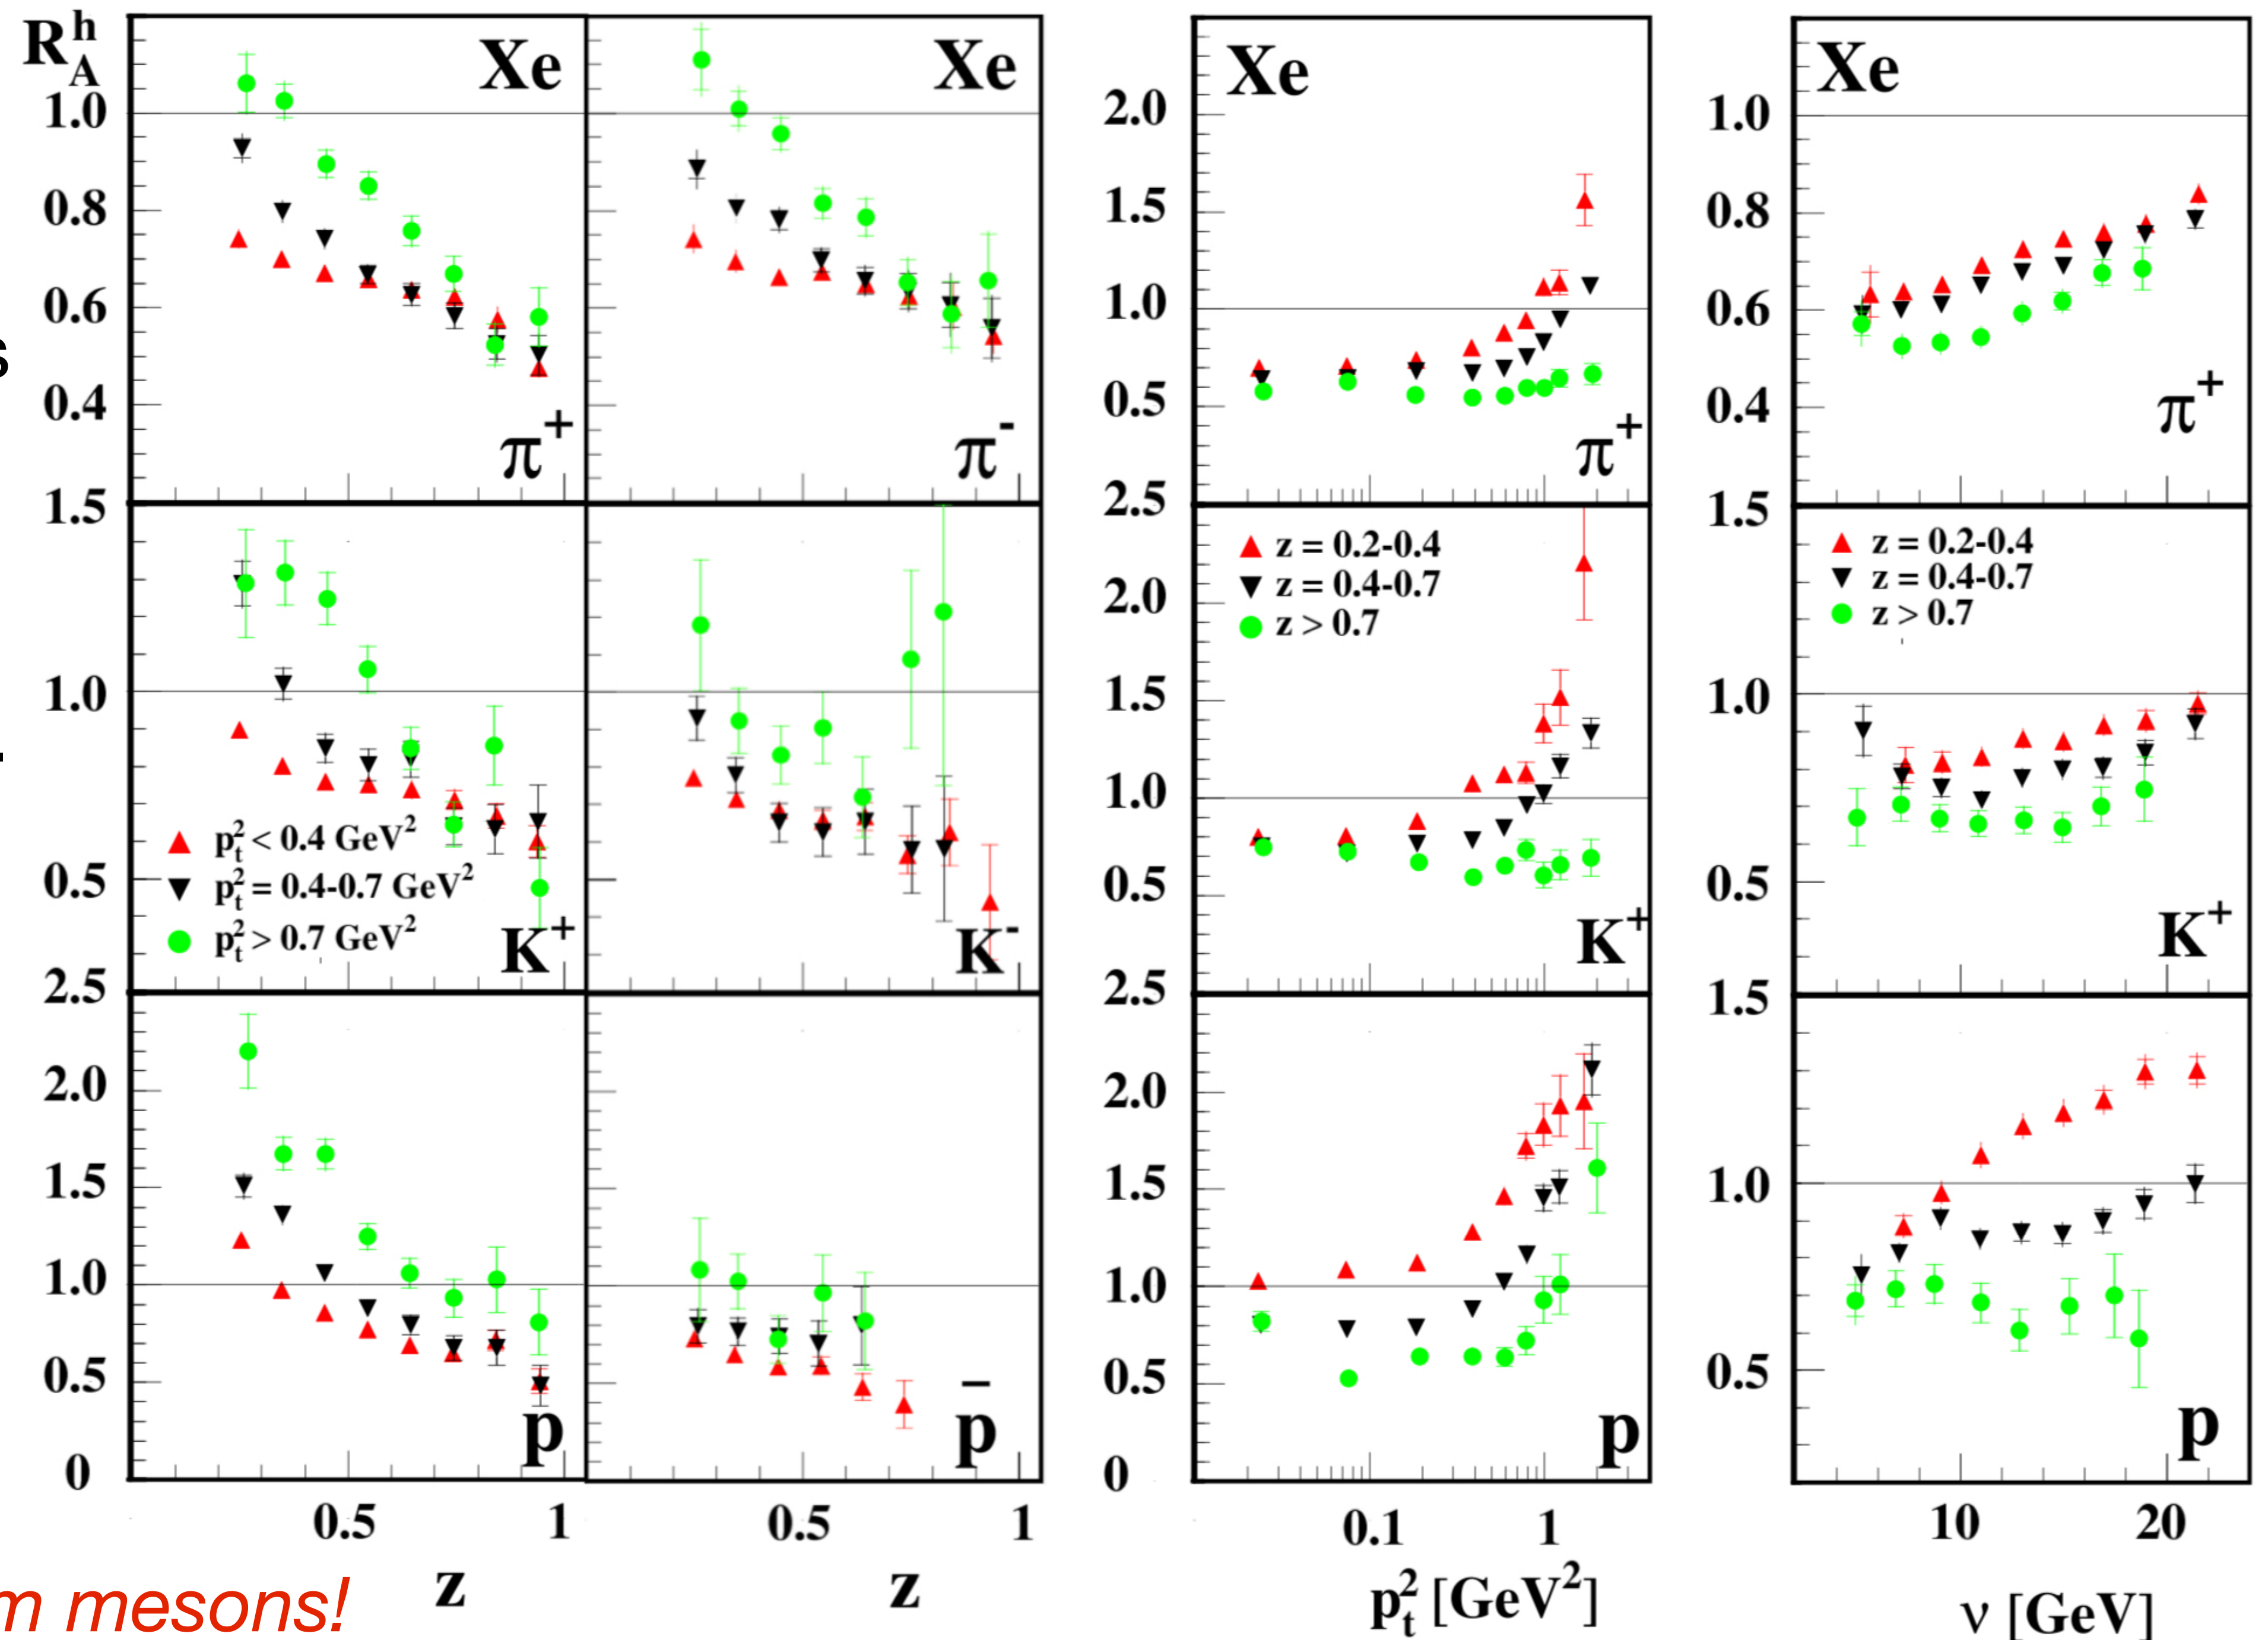 R^h_A
1.0
0.8
0.6
0.4
Xe
π+
Xe
π-
1.5
1.0
0.5
p_t^2 < 0.4 GeV^2
p_t^2 = 0.4-0.7 GeV^2
p_t^2 > 0.7 GeV^2
K+
K-
2.5
2.0
1.5
1.0
0.5
0
p
p̄
0.5
1
0.5
1
z
z
Xe
2.0
1.5
1.0
0.5
π+
2.5
z = 0.2-0.4
z = 0.4-0.7
z > 0.7
2.0
1.5
1.0
0.5
K+
2.5
2.0
1.5
1.0
0.5
0
p
0.1
1
p_t^2 [GeV^2]
Xe
1.0
0.8
0.6
0.4
π+
1.5
z = 0.2-0.4
z = 0.4-0.7
z > 0.7
1.0
0.5
K+
1.5
1.0
0.5
p
10
20
ν [GeV]
s
m mesons!